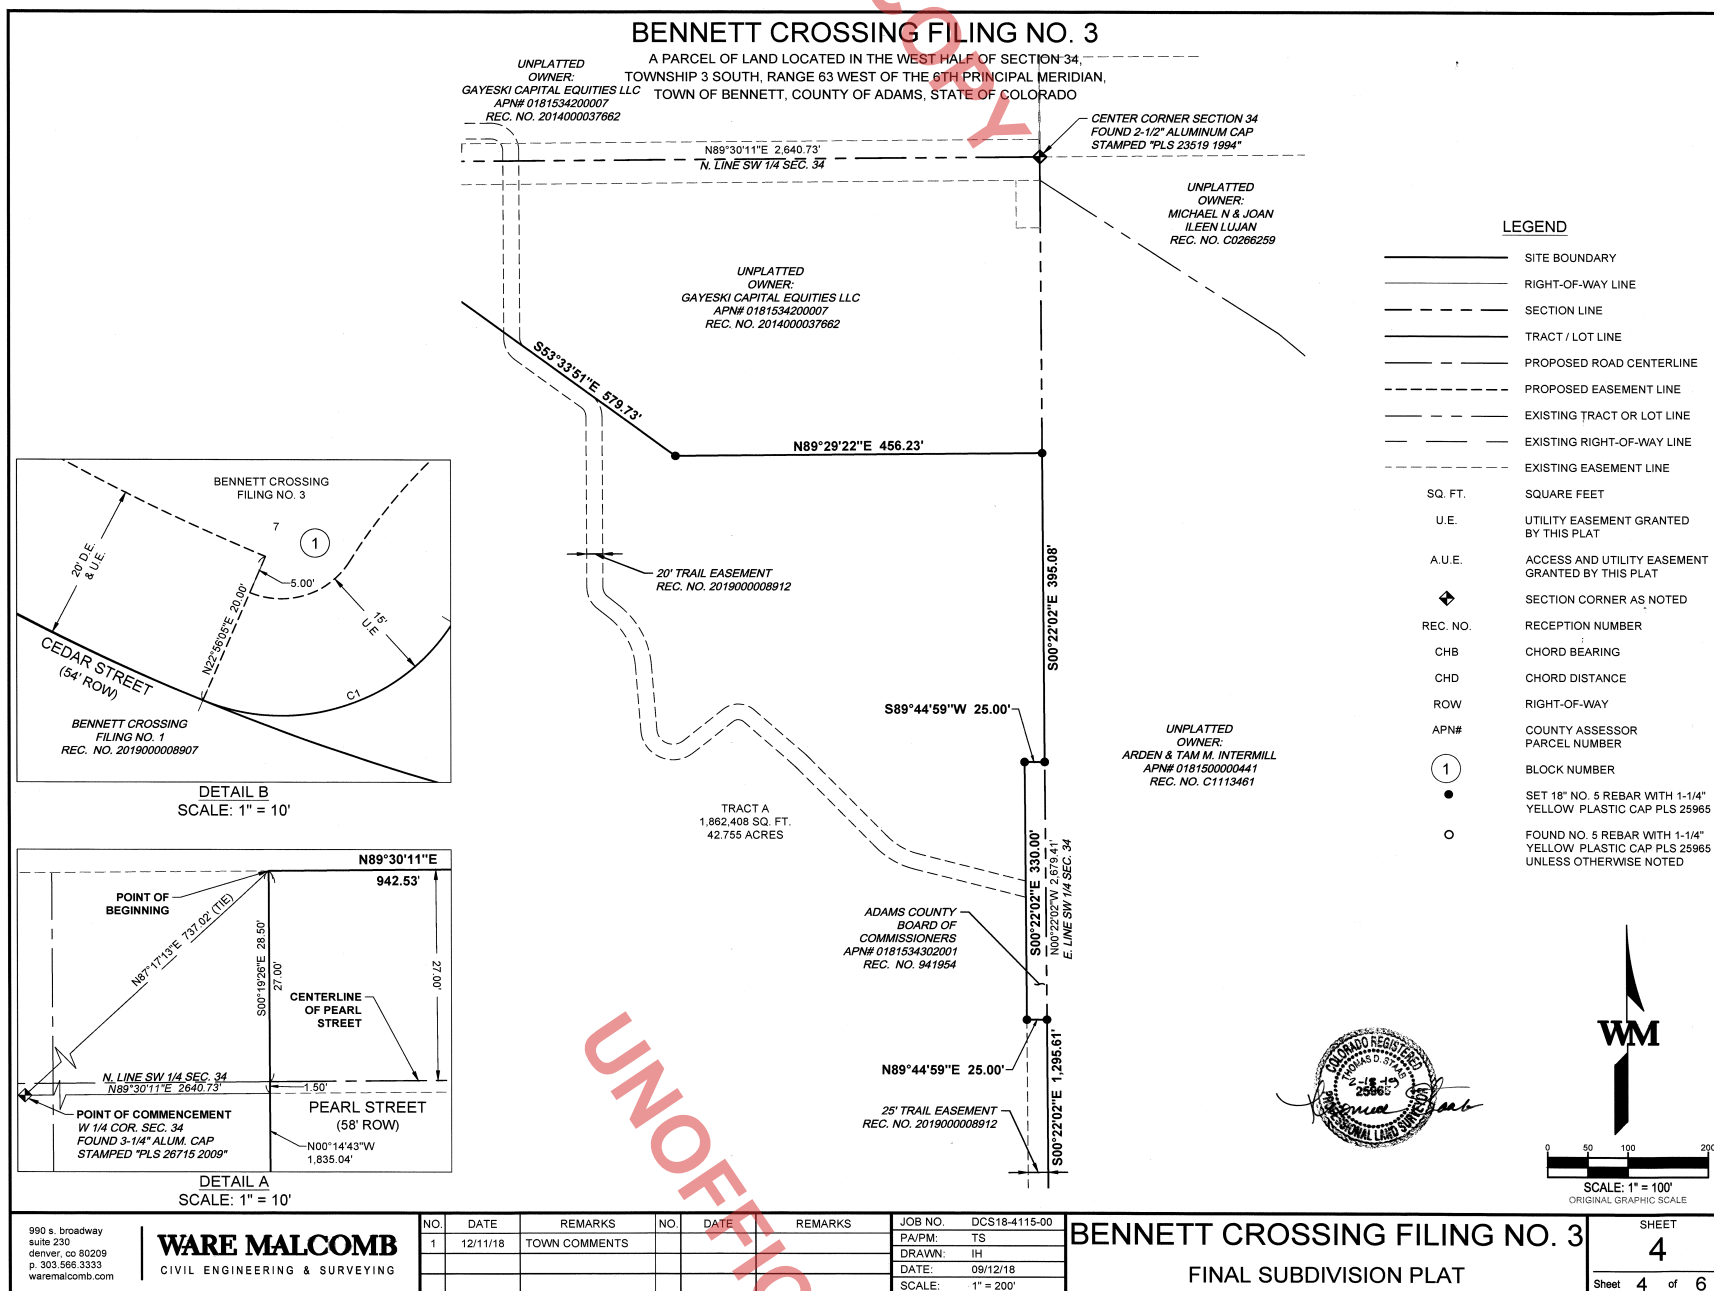 BENNETT CROSSING FILING NO. 3
A PARCEL OF LAND LOCATED IN THE WEST HALF OF SECTION 34,
TOWNSHIP 3 SOUTH, RANGE 63 WEST OF THE 6TH PRINCIPAL MERIDIAN,
TOWN OF BENNETT, COUNTY OF ADAMS, STATE OF COLORADO
COPY
UNPLATTED
OWNER:
GAYESKI CAPITAL EQUITIES LLC
APN# 0181534200007
REC. NO. 2014000037662
CENTER CORNER SECTION 34
FOUND 2-1/2" ALUMINUM CAP
STAMPED "PLS 23519 1994"
N89°30'11"E 2,640.73'
N. LINE SW 1/4 SEC. 34
UNPLATTED
OWNER:
MICHAEL N & JOAN
ILEEN LUJAN
REC. NO. C0266259
UNPLATTED
OWNER:
GAYESKI CAPITAL EQUITIES LLC
APN# 0181534200007
REC. NO. 2014000037662
S53°33'51"E 579.73'
N89°29'22"E 456.23'
20' TRAIL EASEMENT
REC. NO. 2019000008912
S00°22'02"E 395.08'
S89°44'59"W 25.00'
UNPLATTED
OWNER:
ARDEN & TAM M. INTERMILL
APN# 0181500000441
REC. NO. C1113461
TRACT A
1,862,408 SQ. FT.
42.755 ACRES
S00°22'02"E 330.00'
N00°22'02"W 2,679.41'
E. LINE SW 1/4 SEC. 34
ADAMS COUNTY
BOARD OF
COMMISSIONERS
APN# 0181534302001
REC. NO. 941954
N89°44'59"E 25.00'
25' TRAIL EASEMENT
REC. NO. 2019000008912
S00°22'02"E 1,295.61'
LEGEND
SITE BOUNDARY
RIGHT-OF-WAY LINE
SECTION LINE
TRACT / LOT LINE
PROPOSED ROAD CENTERLINE
PROPOSED EASEMENT LINE
EXISTING TRACT OR LOT LINE
EXISTING RIGHT-OF-WAY LINE
EXISTING EASEMENT LINE
SQ. FT. SQUARE FEET
U.E. UTILITY EASEMENT GRANTED
BY THIS PLAT
A.U.E. ACCESS AND UTILITY EASEMENT
GRANTED BY THIS PLAT
SECTION CORNER AS NOTED
REC. NO. RECEPTION NUMBER
CHB CHORD BEARING
CHD CHORD DISTANCE
ROW RIGHT-OF-WAY
APN# COUNTY ASSESSOR
PARCEL NUMBER
1 BLOCK NUMBER
SET 18" NO. 5 REBAR WITH 1-1/4"
YELLOW PLASTIC CAP PLS 25965
FOUND NO. 5 REBAR WITH 1-1/4"
YELLOW PLASTIC CAP PLS 25965
UNLESS OTHERWISE NOTED
BENNETT CROSSING
FILING NO. 3
7
1
20' D.E.
& U.E.
5.00'
N22°56'05"E 20.00'
15'
U.E
C1
CEDAR STREET
(54' ROW)
BENNETT CROSSING
FILING NO. 1
REC. NO. 2019000008907
DETAIL B
SCALE: 1" = 10'
N89°30'11"E
942.53'
POINT OF
BEGINNING
N87°17'13"E 737.02' (TIE)
S00°19'26"E 28.50'
27.00'
27.00'
CENTERLINE
OF PEARL
STREET
N. LINE SW 1/4 SEC. 34
N89°30'11"E 2640.73'
1.50'
POINT OF COMMENCEMENT
W 1/4 COR. SEC. 34
FOUND 3-1/4" ALUM. CAP
STAMPED "PLS 26715 2009"
PEARL STREET
(58' ROW)
N00°14'43"W
1,835.04'
DETAIL A
SCALE: 1" = 10'
UNOFFIC
COLORADO REGISTERED
THOMAS D. STAAB
2-18-19
25965
PROFESSIONAL LAND SURVEYOR
WM
0 50 100 200
SCALE: 1" = 100'
ORIGINAL GRAPHIC SCALE
990 s. broadway
suite 230
denver, co 80209
p. 303.566.3333
waremalcomb.com
WARE MALCOMB
CIVIL ENGINEERING & SURVEYING
NO. DATE REMARKS NO. DATE REMARKS
1 12/11/18 TOWN COMMENTS
JOB NO. DCS18-4115-00
PA/PM: TS
DRAWN: IH
DATE: 09/12/18
SCALE: 1" = 200'
BENNETT CROSSING FILING NO. 3
FINAL SUBDIVISION PLAT
SHEET
4
Sheet 4 of 6